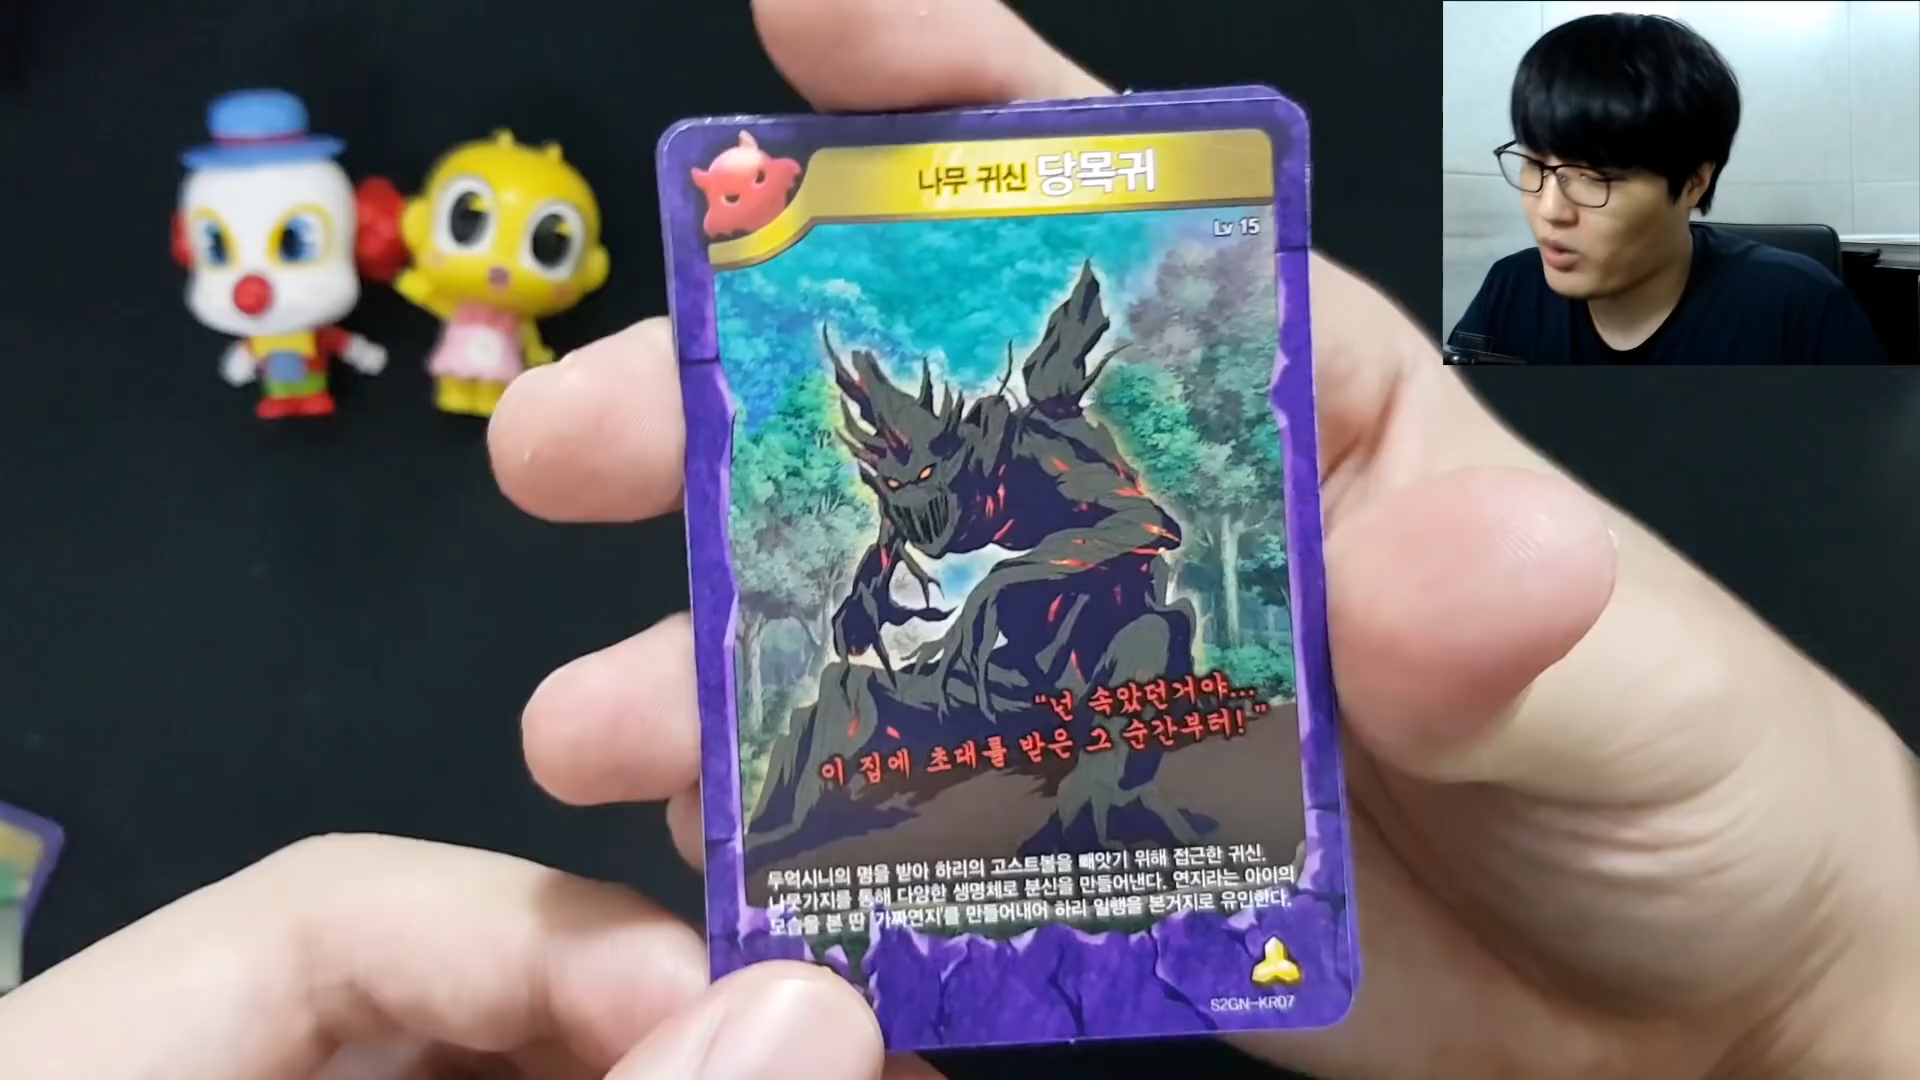 나무 귀신 당목귀
Lv 15
"넌 속았던거야...
이 집에 초대를 받은 그 순간부터!"
두억시니의 명을 받아 하리의 고스트볼을 빼앗기 위해 접근한 귀신.
나뭇가지를 통해 다양한 생명체로 분신을 만들어낸다. 연지라는 아이의
모습을 본 딴 '가짜연지'를 만들어내어 하리 일행을 본거지로 유인한다.
S2GN-KR07